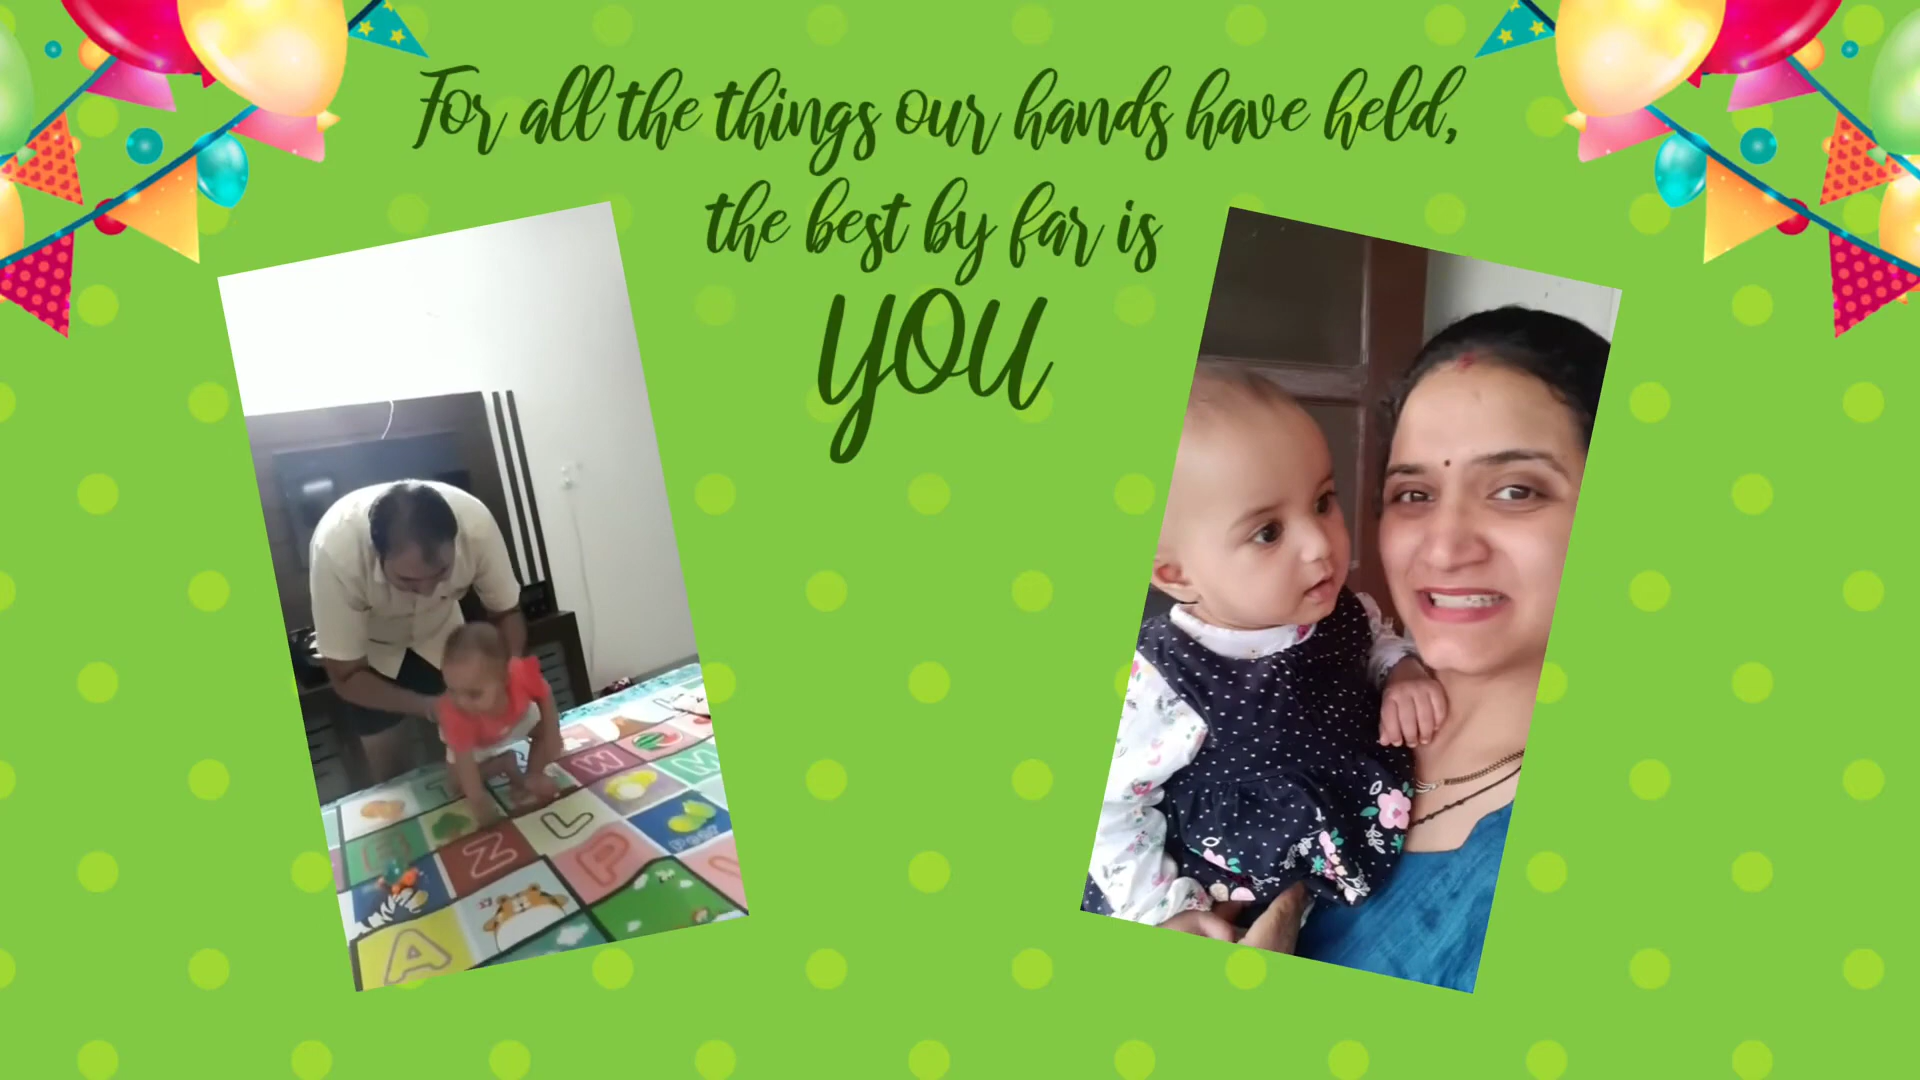 For all the things our hands have held,
the best by far is
YOU
W
M
L
Z
P
A